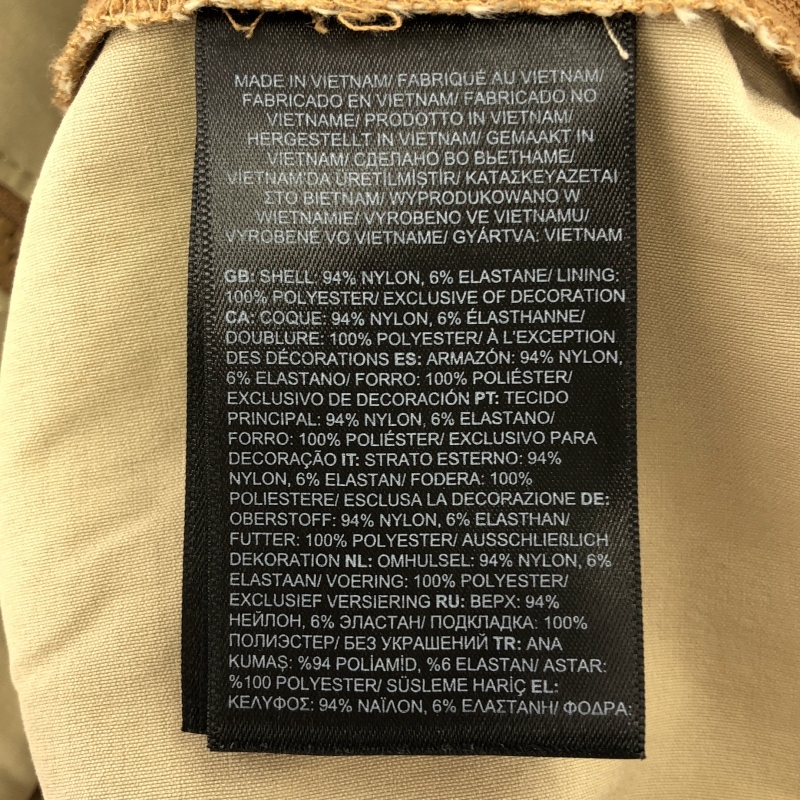 MADE IN VIETNAM/ FABRIQUÉ AU VIETNAM/
FABRICADO EN VIETNAM/ FABRICADO NO
VIETNAME/ PRODOTTO IN VIETNAM/
HERGESTELLT IN VIETNAM/ GEMAAKT IN
VIETNAM/ СДЕЛАНО ВО ВЬЕТНАМЕ/
VİETNAM'DA ÜRETİLMİŞTİR/ ΚΑΤΑΣΚΕΥΑΖΕΤΑΙ
ΣΤΟ ΒΙΕΤΝΑΜ/ WYPRODUKOWANO W
WIETNAMIE/ VYROBENO VE VIETNAMU/
VYROBENÉ VO VIETNAME/ GYÁRTVA: VIETNAM
GB: SHELL: 94% NYLON, 6% ELASTANE/ LINING:
100% POLYESTER/ EXCLUSIVE OF DECORATION
CA: COQUE: 94% NYLON, 6% ÉLASTHANNE/
DOUBLURE: 100% POLYESTER/ À L'EXCEPTION
DES DÉCORATIONS ES: ARMAZÓN: 94% NYLON,
6% ELASTANO/ FORRO: 100% POLIÉSTER/
EXCLUSIVO DE DECORACIÓN PT: TECIDO
PRINCIPAL: 94% NYLON, 6% ELASTANO/
FORRO: 100% POLIÉSTER/ EXCLUSIVO PARA
DECORAÇÃO IT: STRATO ESTERNO: 94%
NYLON, 6% ELASTAN/ FODERA: 100%
POLIESTERE/ ESCLUSA LA DECORAZIONE DE:
OBERSTOFF: 94% NYLON, 6% ELASTHAN/
FUTTER: 100% POLYESTER/ AUSSCHLIEßLICH
DEKORATION NL: OMHULSEL: 94% NYLON, 6%
ELASTAAN/ VOERING: 100% POLYESTER/
EXCLUSIEF VERSIERING RU: ВЕРХ: 94%
НЕЙЛОН, 6% ЭЛАСТАН/ ПОДКЛАДКА: 100%
ПОЛИЭСТЕР/ БЕЗ УКРАШЕНИЙ TR: ANA
KUMAŞ: %94 POLİAMİD, %6 ELASTAN/ ASTAR:
%100 POLYESTER/ SÜSLEME HARİÇ EL:
ΚΕΛΥΦΟΣ: 94% ΝΑΪΛΟΝ, 6% ΕΛΑΣΤΑΝΗ/ ΦΟΔΡΑ: